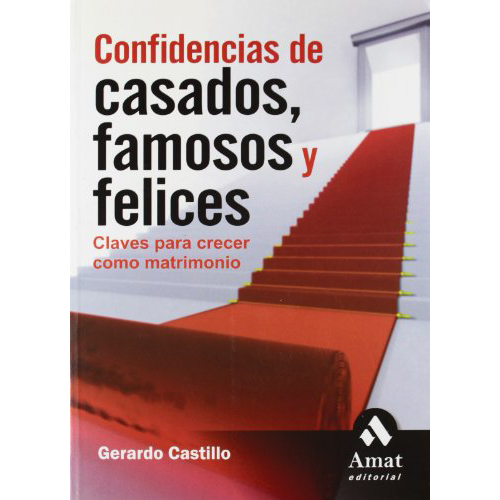 Confidencias de
casados,
famosos y
felices
Claves para crecer
como matrimonio
Gerardo Castillo
Amat
editorial